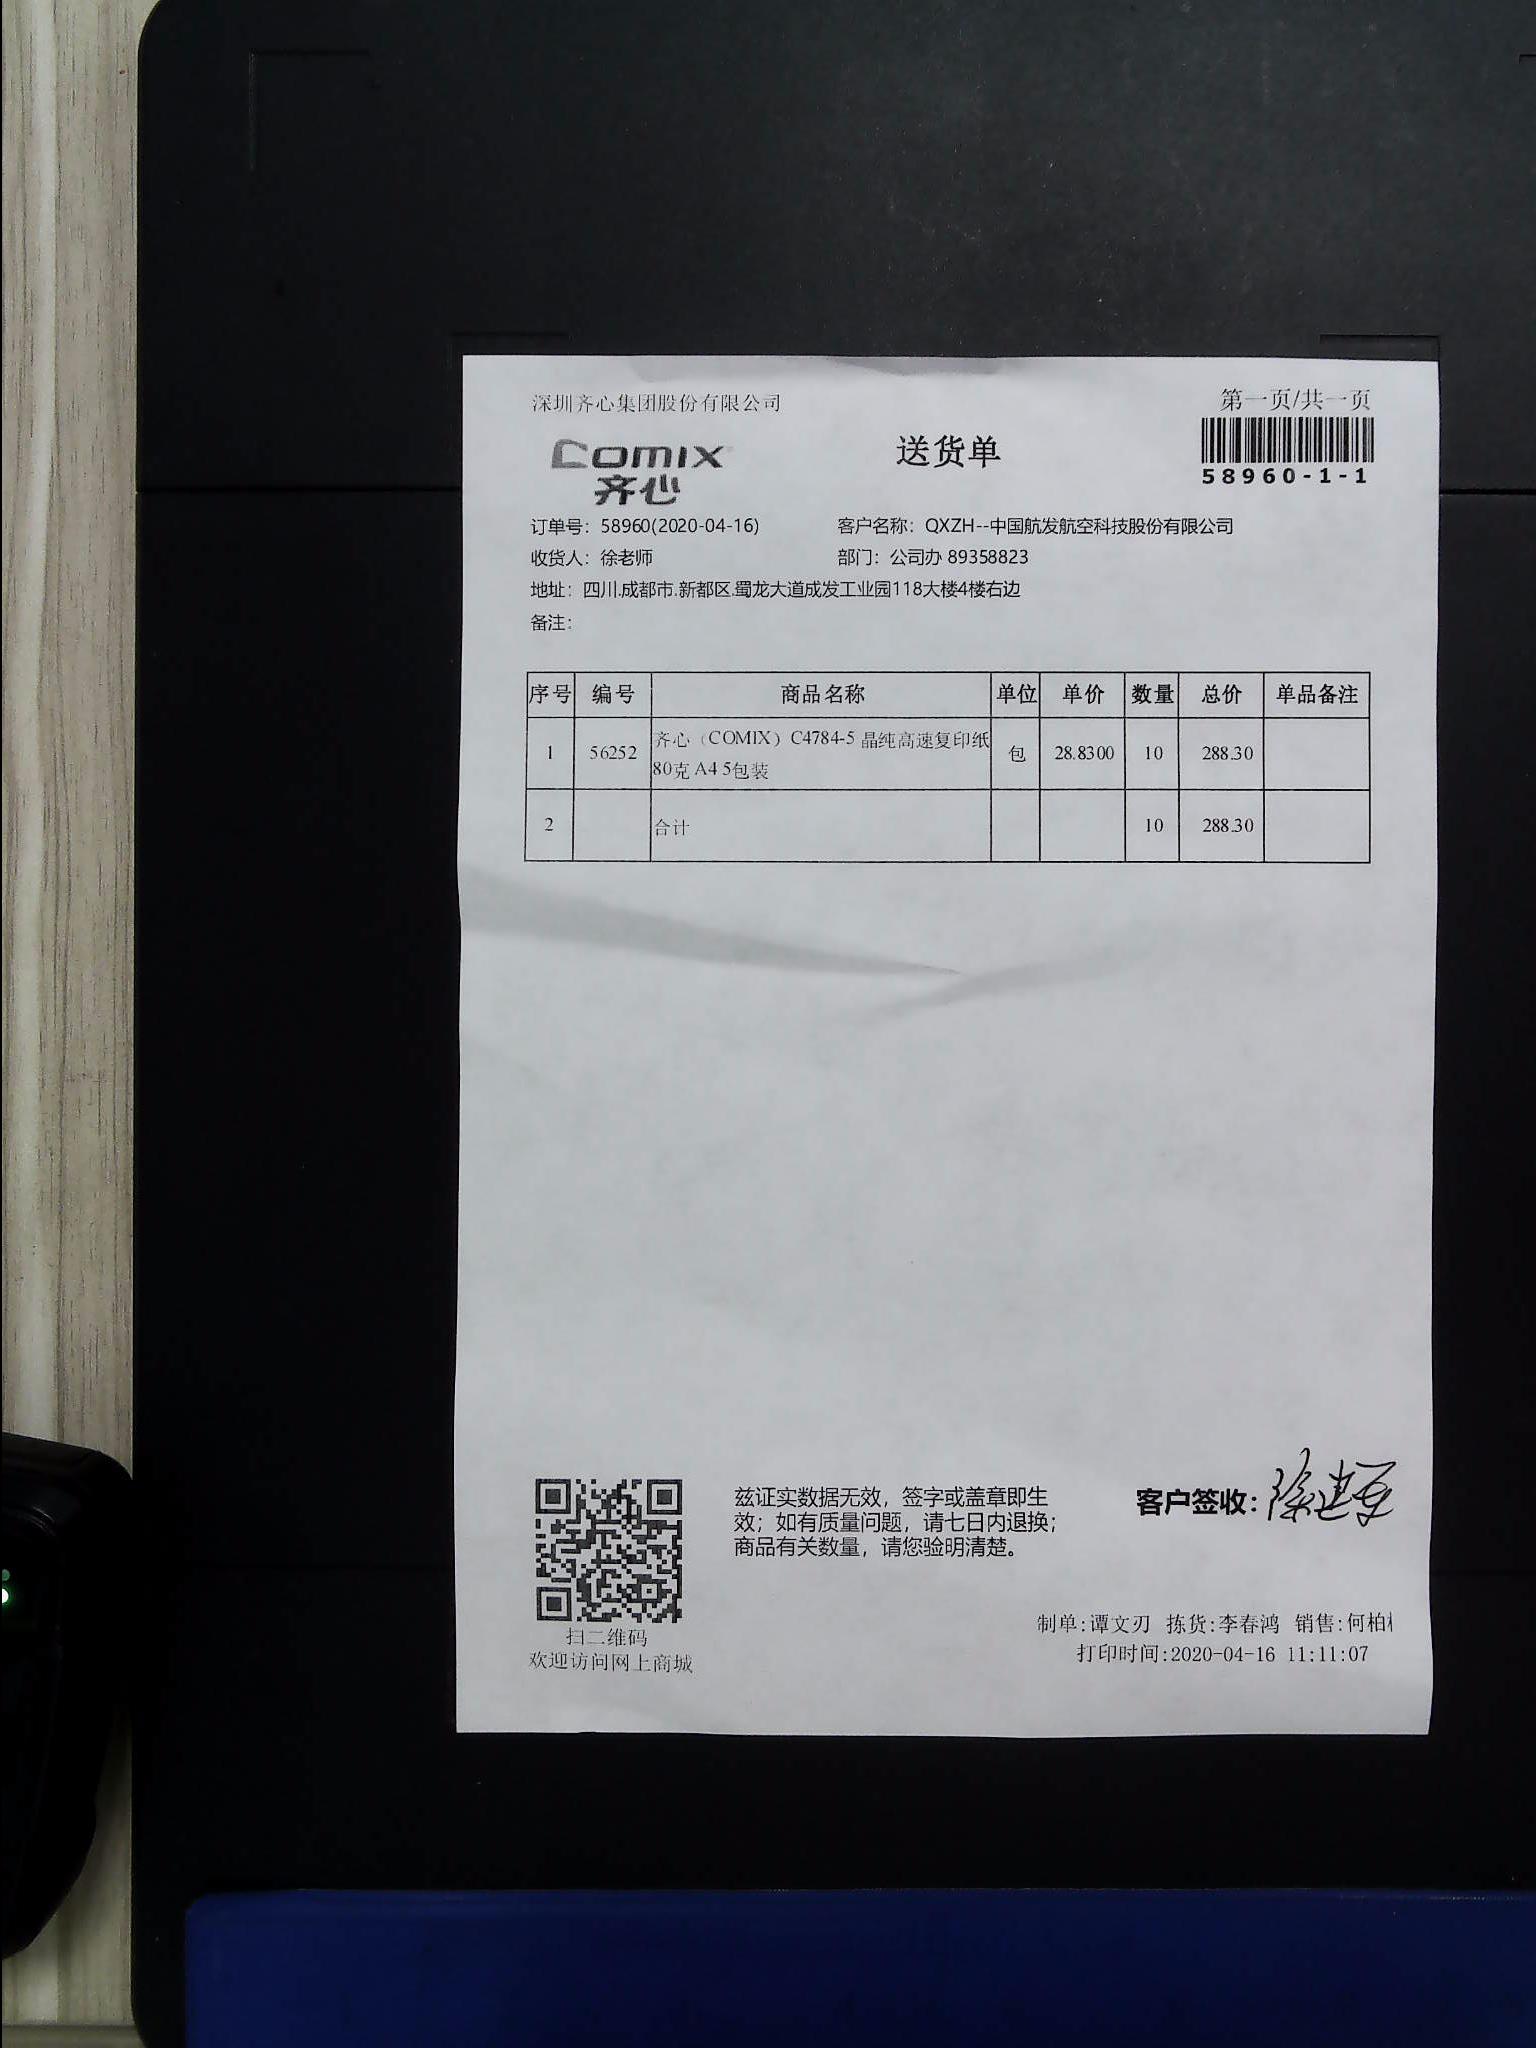 深圳齐心集团股份有限公司
第一页/共一页
COMIX
齐心
送货单
58960-1-1
订单号：58960(2020-04-16) 客户名称：QXZH--中国航发航空科技股份有限公司
收货人：徐老师 部门：公司办 89358823
地址：四川.成都市.新都区.蜀龙大道成发工业园118大楼4楼右边
备注：
序号 编号 商品名称 单位 单价 数量 总价 单品备注
1 56252 齐心（COMIX）C4784-5 晶纯高速复印纸 包 28.8300 10 288.30
80克 A4 5包装
2 合计 10 288.30
兹证实数据无效，签字或盖章即生
效；如有质量问题，请七日内退换；
商品有关数量，请您验明清楚。
客户签收：
扫二维码
欢迎访问网上商城
制单:谭文刃 拣货:李春鸿 销售:何柏
打印时间:2020-04-16 11:11:07